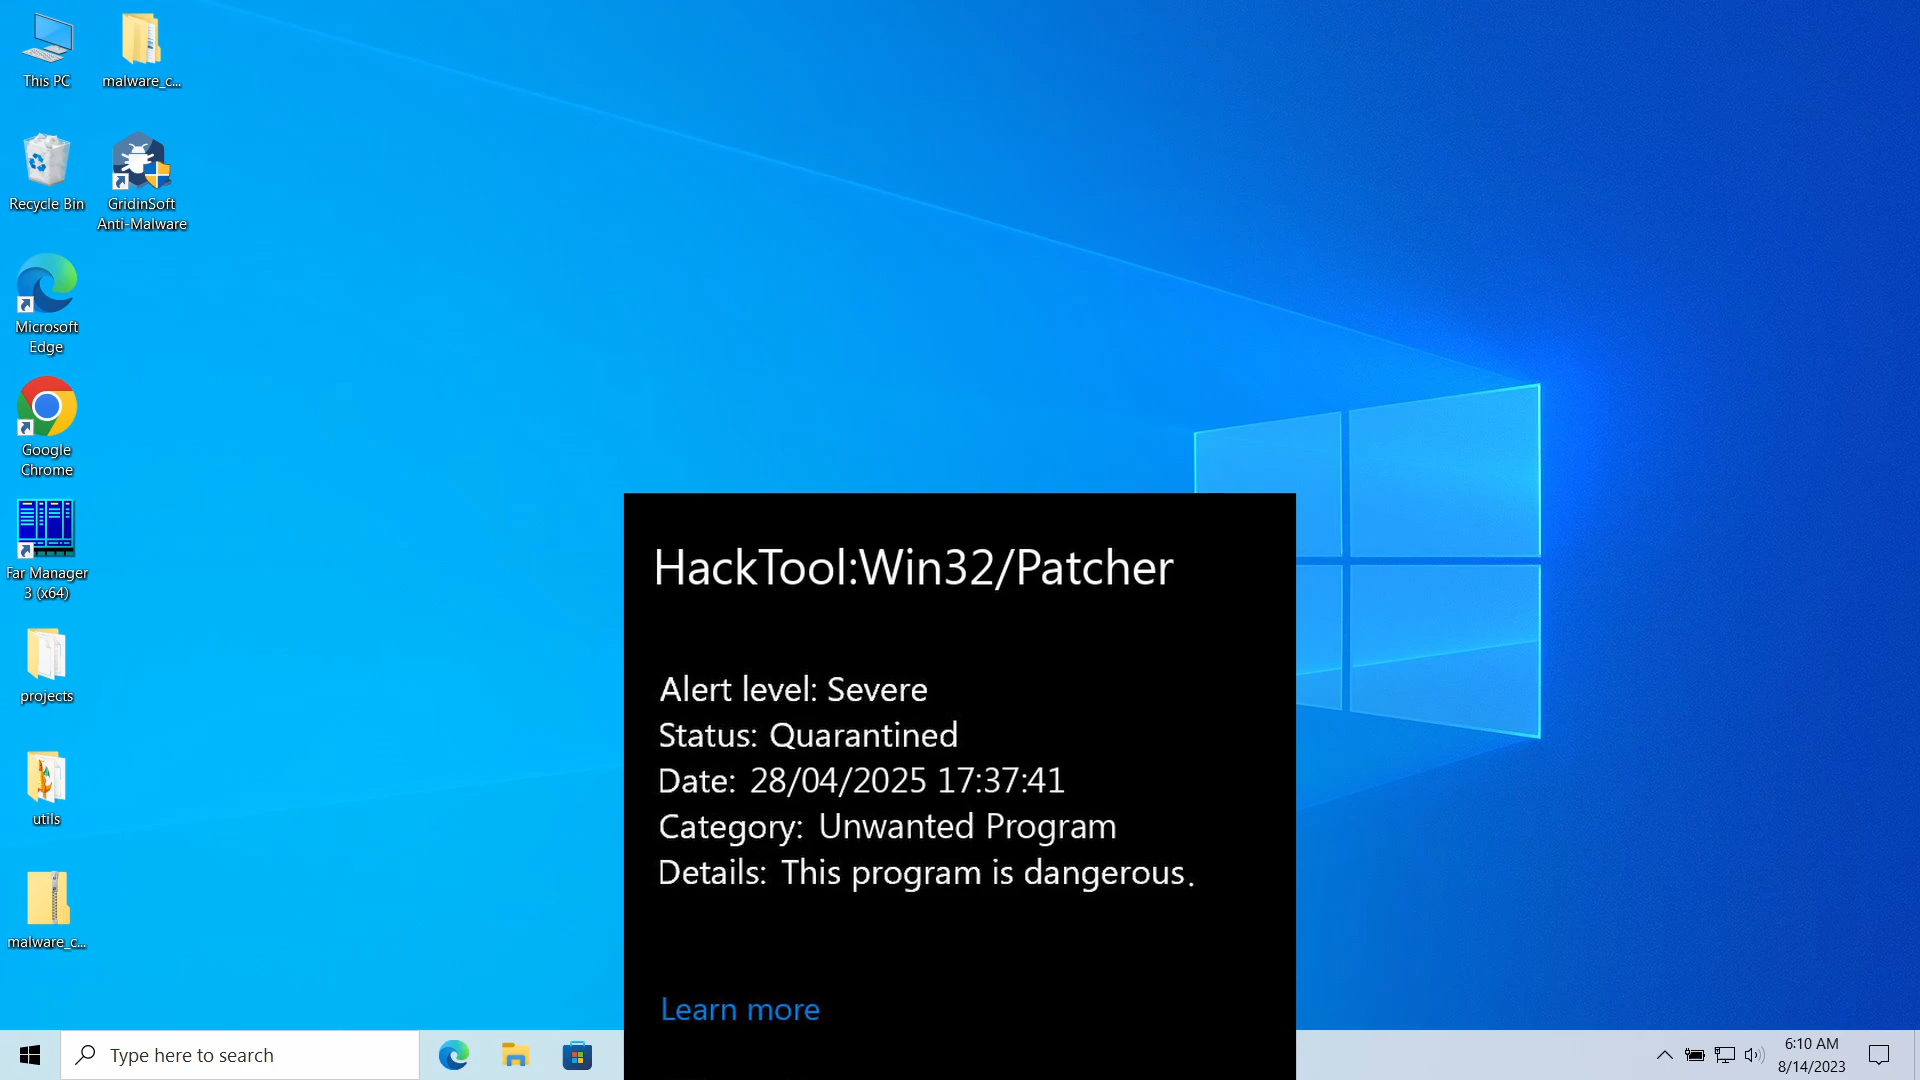 This PC
malware_c...
Recycle Bin
GridinSoft
Anti-Malware
Microsoft
Edge
Google
Chrome
Far Manager
3 (x64)
projects
utils
malware_c...
HackTool:Win32/Patcher
Alert level: Severe
Status: Quarantined
Date: 28/04/2025 17:37:41
Category: Unwanted Program
Details: This program is dangerous.
Learn more
Type here to search
6:10 AM
8/14/2023